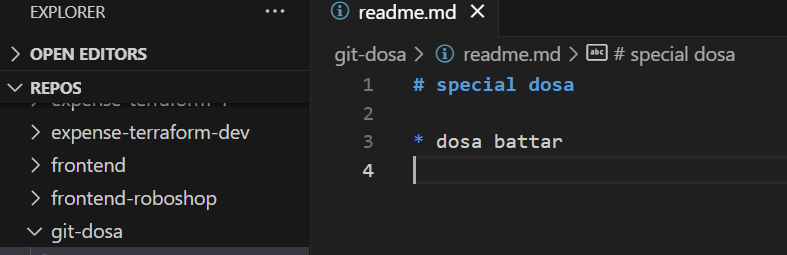 EXPLORER
...
readme.md
OPEN EDITORS
REPOS
expense-terraform-dev
frontend
frontend-roboshop
git-dosa
git-dosa > readme.md > # special dosa
1 # special dosa
2
3 * dosa battar
4